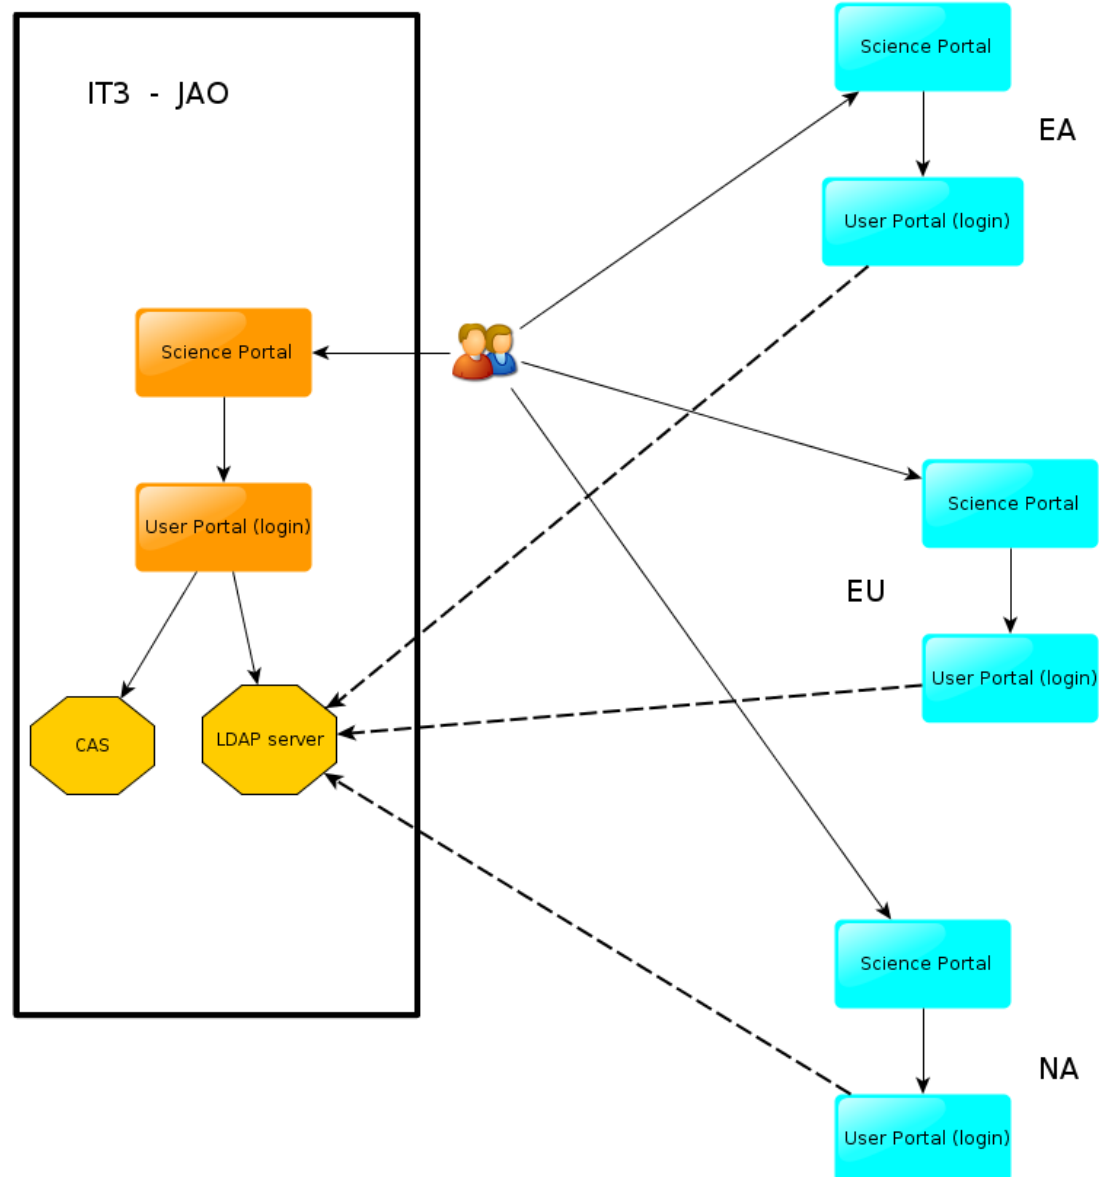 IT3 - JAO
Science Portal
User Portal (login)
CAS
LDAP server
Science Portal
EA
User Portal (login)
Science Portal
EU
User Portal (login)
Science Portal
NA
User Portal (login)